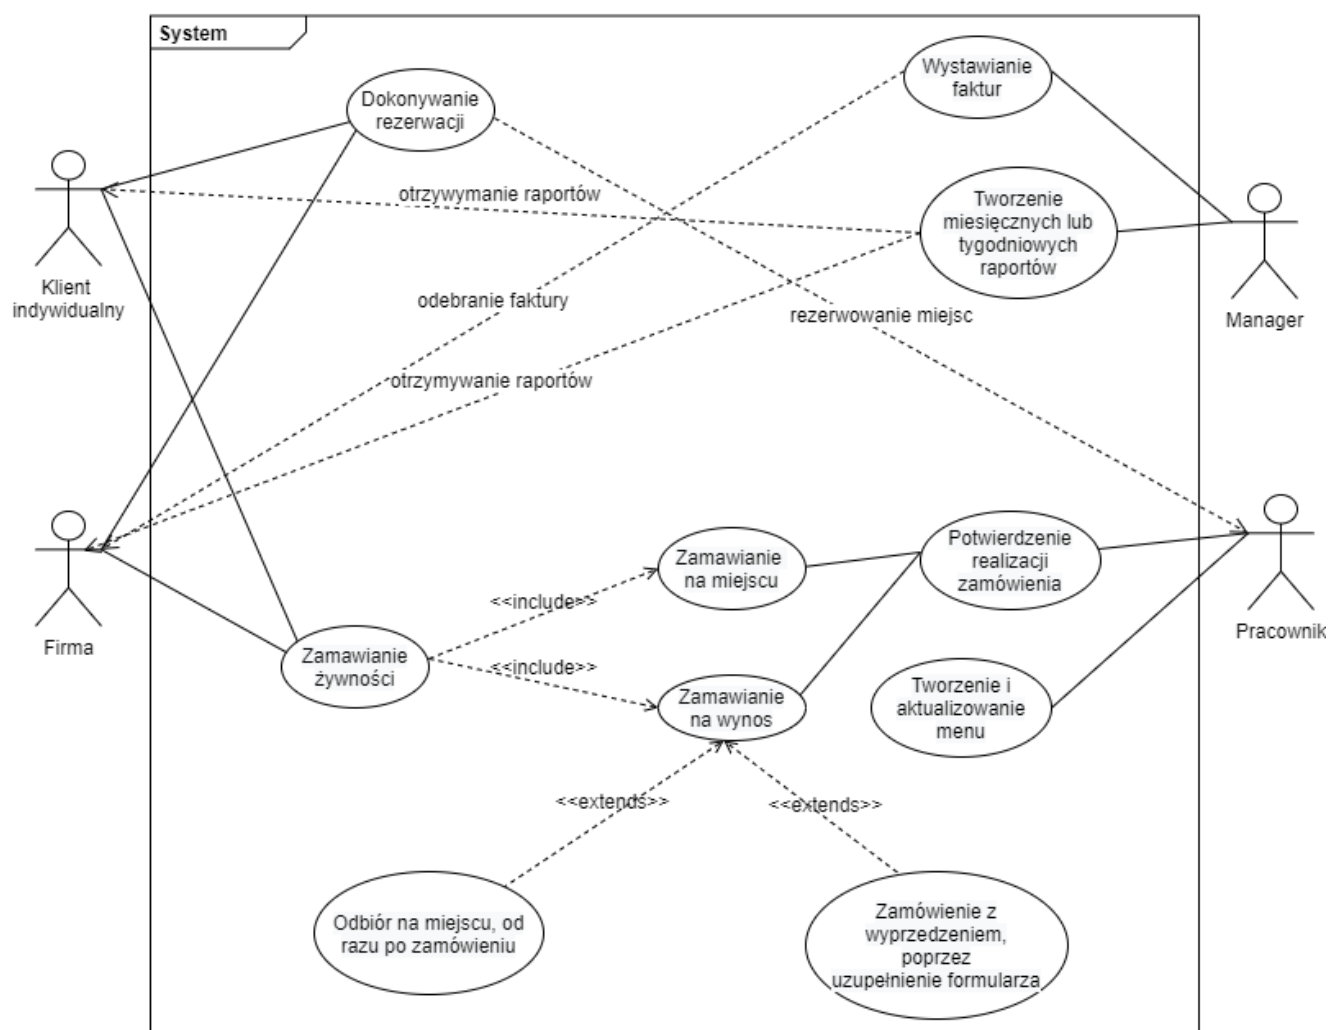 System
Wystawianie
faktur
Dokonywanie
rezerwacji
otrzywymanie raportów
Tworzenie
miesięcznych lub
tygodniowych
raportów
Klient
indywidualny
odebranie faktury
rezerwowanie miejsc
Manager
otrzymywanie raportów
Zamawianie
na miejscu
Potwierdzenie
realizacji
zamówienia
<<include>>
Pracownik
Firma
Zamawianie
żywności
<<include>>
Zamawianie
na wynos
Tworzenie i
aktualizowanie
menu
<<extends>>
<<extends>>
Odbiór na miejscu, od
razu po zamówieniu
Zamówienie z
wyprzedzeniem,
poprzez
uzupełnienie formularza